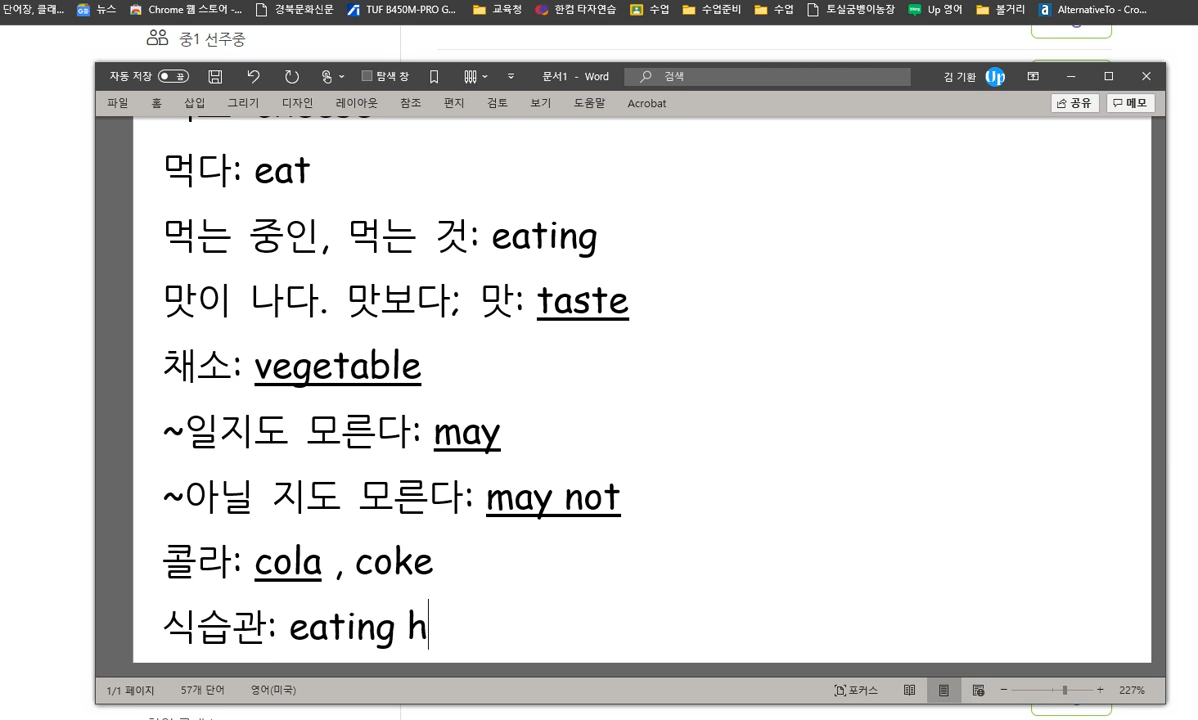 단어장, 클래... 뉴스 Chrome 웹 스토어 -... 경북문화신문 TUF B450M-PRO G... 교육청 한컴 타자연습 수업 수업준비 수업 토실궁뱅이농장 Up 영어 볼거리 AlternativeTo - Cro...
중1 선주중
자동 저장 탐색 창 문서1 - Word 검색 김 기환 Up
파일 홈 삽입 그리기 디자인 레이아웃 참조 편지 검토 보기 도움말 Acrobat 공유 메모
먹다: eat
먹는 중인, 먹는 것: eating
맛이 나다. 맛보다; 맛: taste
채소: vegetable
~일지도 모른다: may
~아닐 지도 모른다: may not
콜라: cola , coke
식습관: eating h
1/1 페이지 57개 단어 영어(미국) 포커스 227%